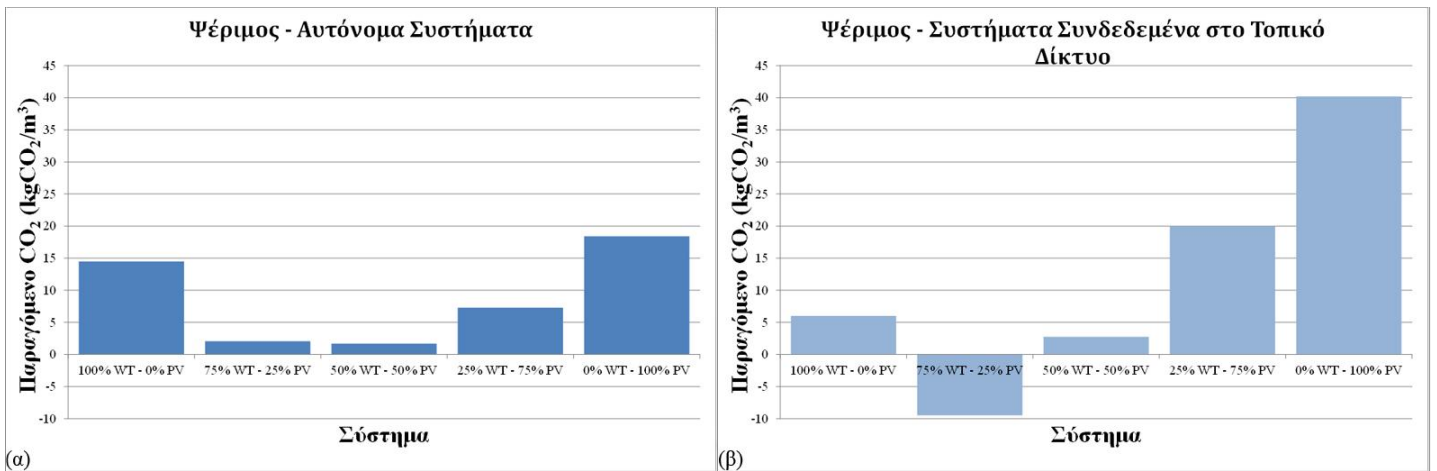 Ψέριμος - Αυτόνομα Συστήματα
45
40
35
30
25
20
15
10
5
0
-5
-10
Παραγόμενο CO₂ (kgCO₂/m³)
100% WT - 0% PV
75% WT - 25% PV
50% WT - 50% PV
25% WT - 75% PV
0% WT - 100% PV
Σύστημα
(α)
Ψέριμος - Συστήματα Συνδεδεμένα στο Τοπικό
Δίκτυο
45
40
35
30
25
20
15
10
5
0
-5
-10
Παραγόμενο CO₂ (kgCO₂/m³)
100% WT - 0% PV
75% WT - 25% PV
50% WT - 50% PV
25% WT - 75% PV
0% WT - 100% PV
Σύστημα
(β)